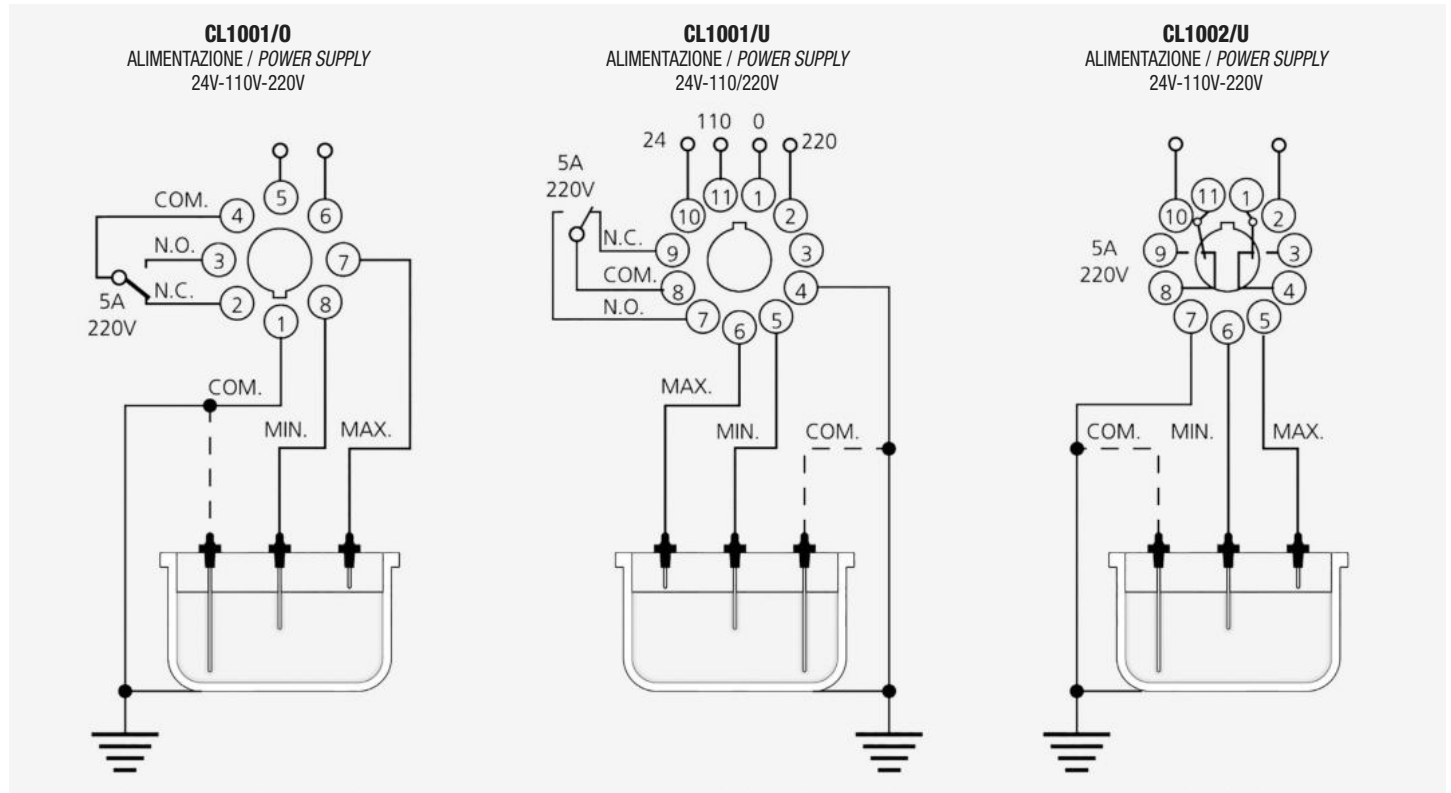 CL1001/O
ALIMENTAZIONE / POWER SUPPLY
24V-110V-220V
5
6
COM.
4
N.O.
3
7
N.C.
2
8
5A
220V
1
COM.
MIN.
MAX.
CL1001/U
ALIMENTAZIONE / POWER SUPPLY
24V-110/220V
24
110
0
220
5A
220V
11
1
10
2
N.C.
9
3
COM.
8
4
N.O.
7
6
5
MAX.
MIN.
COM.
CL1002/U
ALIMENTAZIONE / POWER SUPPLY
24V-110V-220V
11
1
10
2
5A
220V
9
3
8
4
7
6
5
COM.
MIN.
MAX.